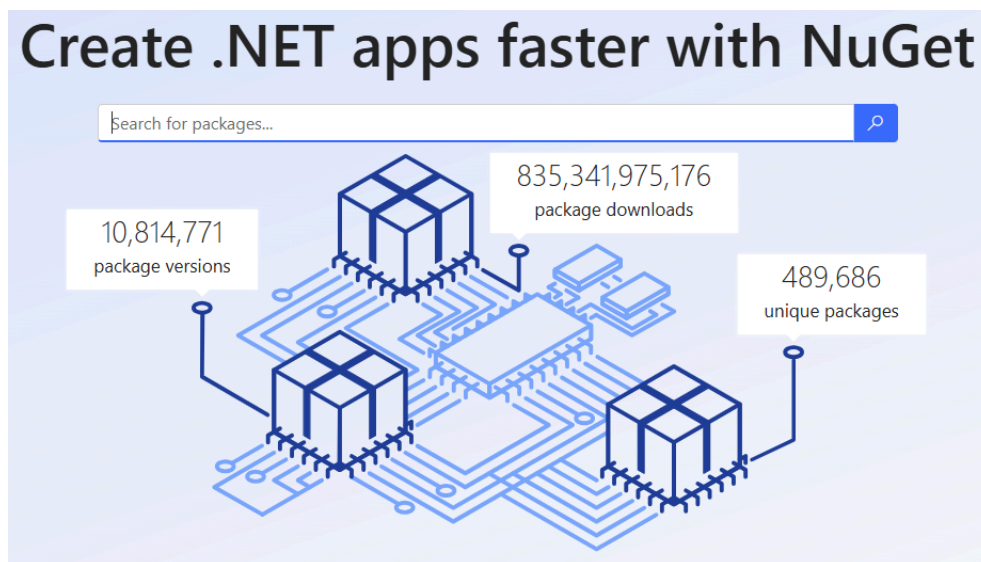 Create .NET apps faster with NuGet
Search for packages...
835,341,975,176
package downloads
10,814,771
package versions
489,686
unique packages